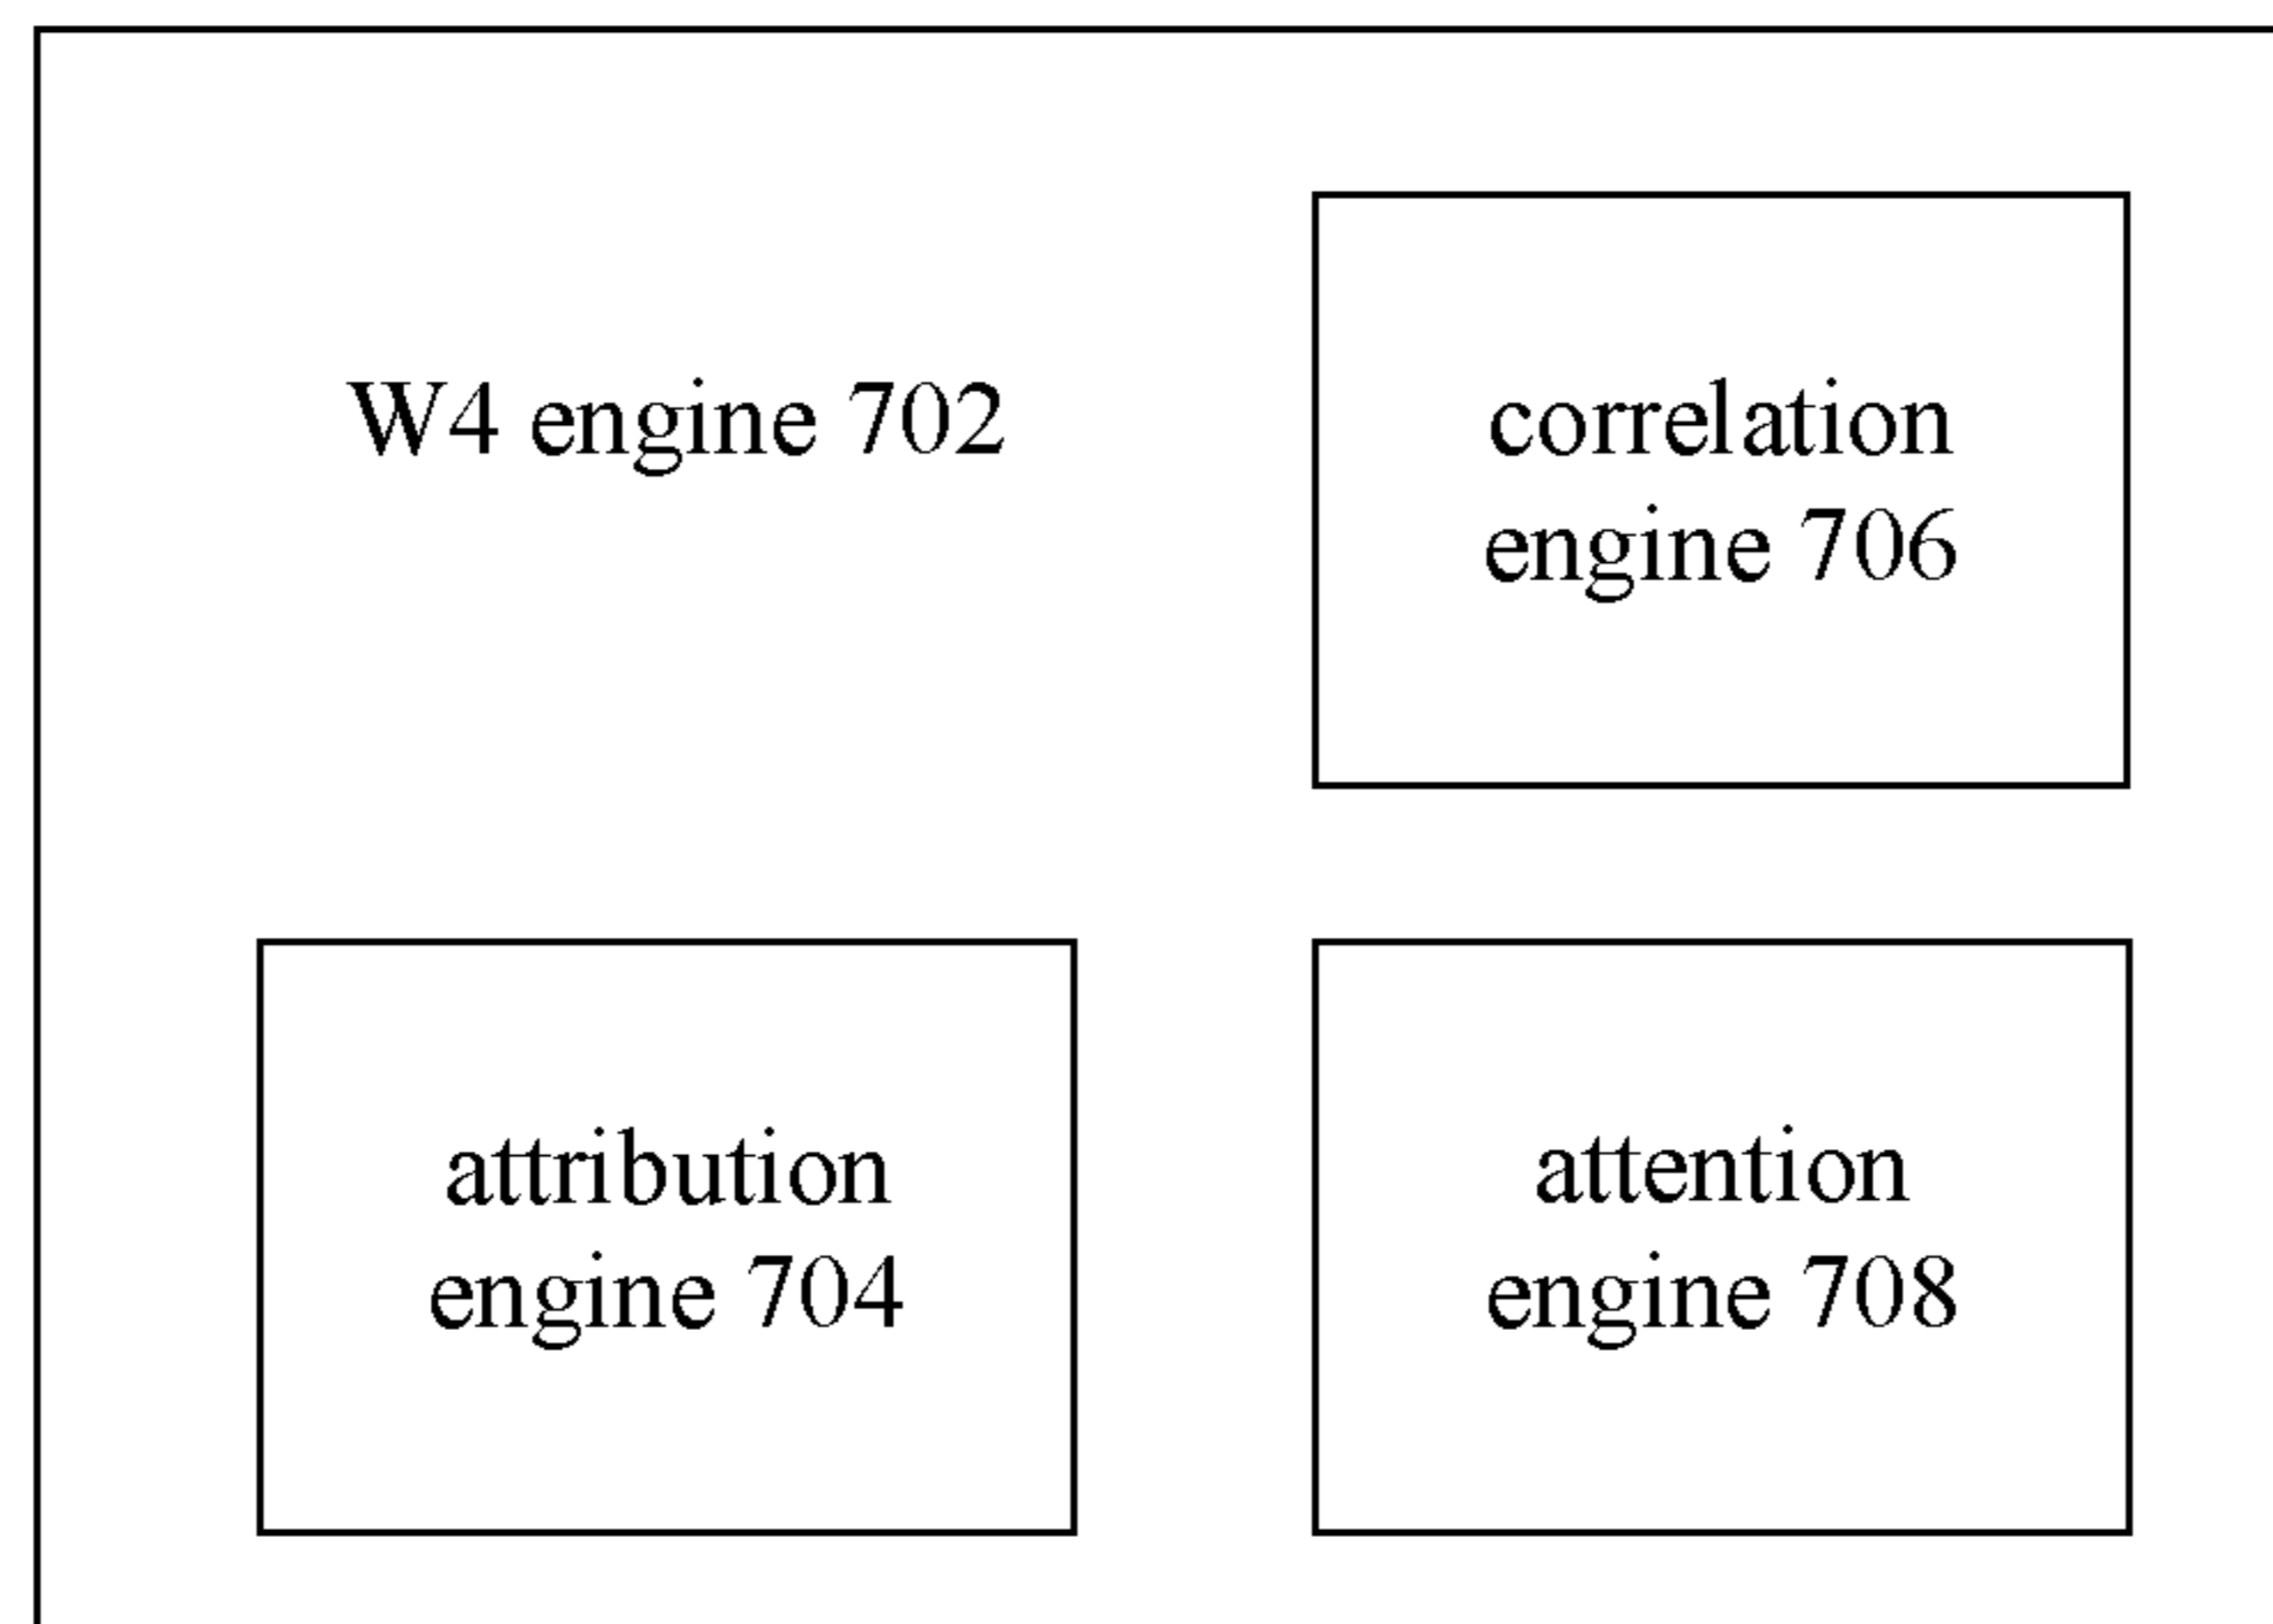 W4 engine 702
correlation
engine 706
attribution
engine 704
attention
engine 708